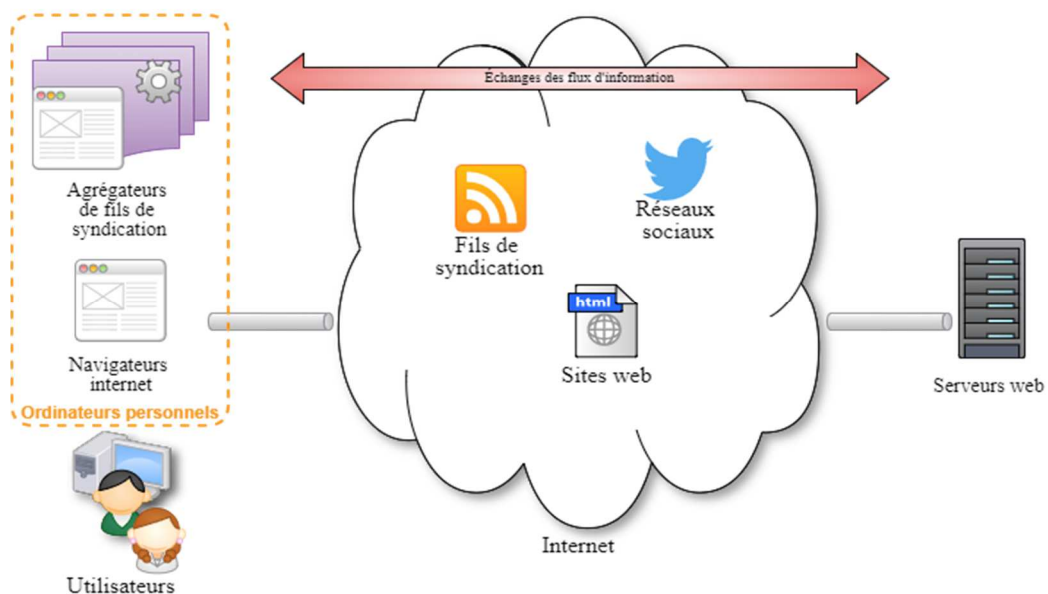 Échanges des flux d'information
Agrégateurs
de fils de
syndication
Réseaux
sociaux
Fils de
syndication
html
Navigateurs
internet
Sites web
Serveurs web
Ordinateurs personnels
Internet
Utilisateurs